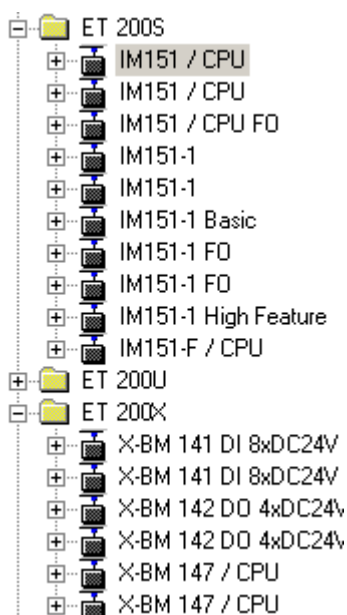 ET 200S
IM151 / CPU
IM151 / CPU
IM151 / CPU FO
IM151-1
IM151-1
IM151-1 Basic
IM151-1 FO
IM151-1 FO
IM151-1 High Feature
IM151-F / CPU
ET 200U
ET 200X
X-BM 141 DI 8xDC24V
X-BM 141 DI 8xDC24V
X-BM 142 DO 4xDC24V
X-BM 142 DO 4xDC24V
X-BM 147 / CPU
X-BM 147 / CPU